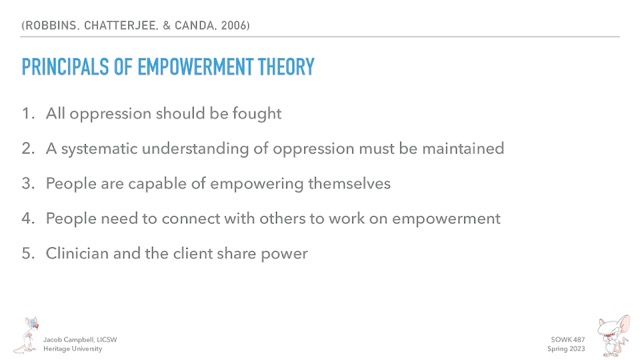 (ROBBINS, CHATTERJEE, & CANDA, 2006)
PRINCIPALS OF EMPOWERMENT THEORY
1. All oppression should be fought
2. A systematic understanding of oppression must be maintained
3. People are capable of empowering themselves
4. People need to connect with others to work on empowerment
5. Clinician and the client share power
Jacob Campbell, LICSW
Heritage University
SOWK 487
Spring 2023